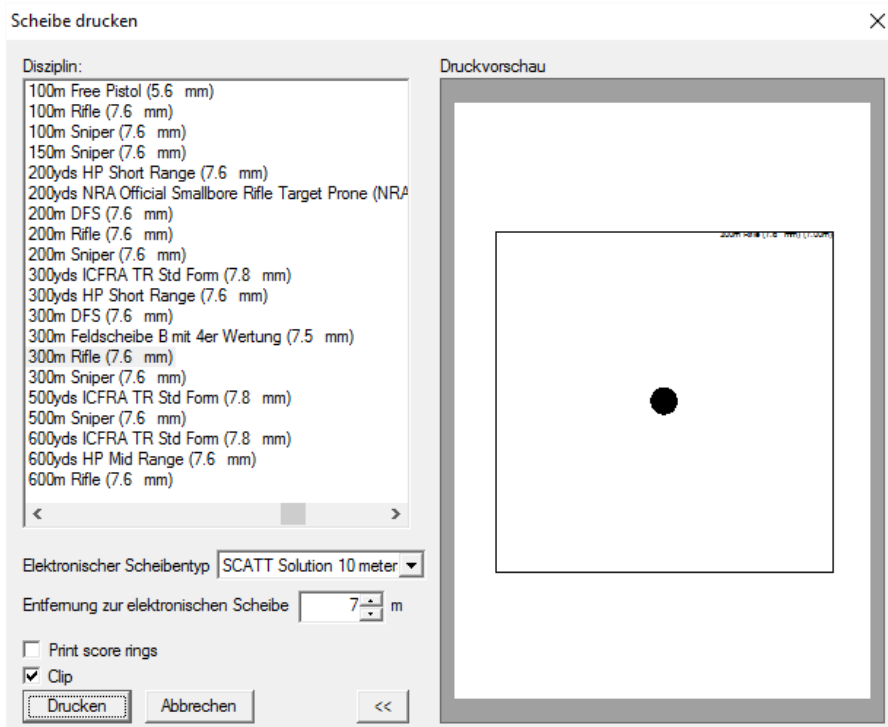 Scheibe drucken
Disziplin:
100m Free Pistol (5.6 mm)
100m Rifle (7.6 mm)
100m Sniper (7.6 mm)
150m Sniper (7.6 mm)
200yds HP Short Range (7.6 mm)
200yds NRA Official Smallbore Rifle Target Prone (NRA
200m DFS (7.6 mm)
200m Rifle (7.6 mm)
200m Sniper (7.6 mm)
300yds ICFRA TR Std Form (7.8 mm)
300yds HP Short Range (7.6 mm)
300m DFS (7.6 mm)
300m Feldscheibe B mit 4er Wertung (7.5 mm)
300m Rifle (7.6 mm)
300m Sniper (7.6 mm)
500yds ICFRA TR Std Form (7.8 mm)
500m Sniper (7.6 mm)
600yds ICFRA TR Std Form (7.8 mm)
600yds HP Mid Range (7.6 mm)
600m Rifle (7.6 mm)
Elektronischer Scheibentyp SCATT Solution 10 meter
Entfernung zur elektronischen Scheibe 7 m
Print score rings
Clip
Drucken Abbrechen <<
Druckvorschau
300m Rifle (7.6 mm) (7.00m)